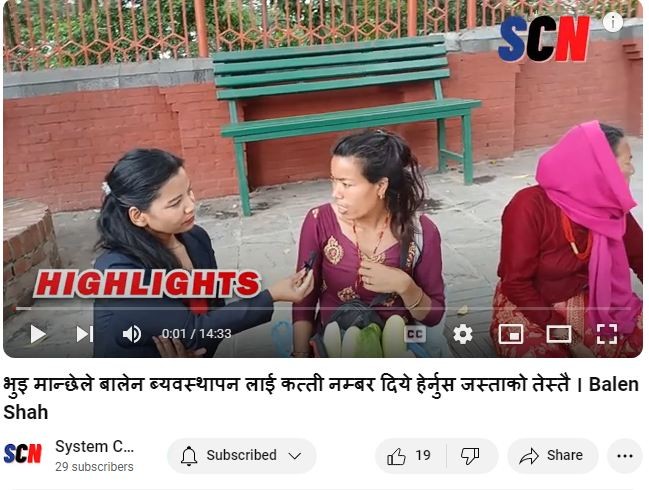 SCN
HIGHLIGHTS
0:01 / 14:33
CC
भुइ मान्छेले बालेन ब्यवस्थापन लाई कत्ती नम्बर दिये हेर्नुस जस्ताको तेस्तै । Balen
Shah
SCN
System C...
29 subscribers
Subscribed
19
Share